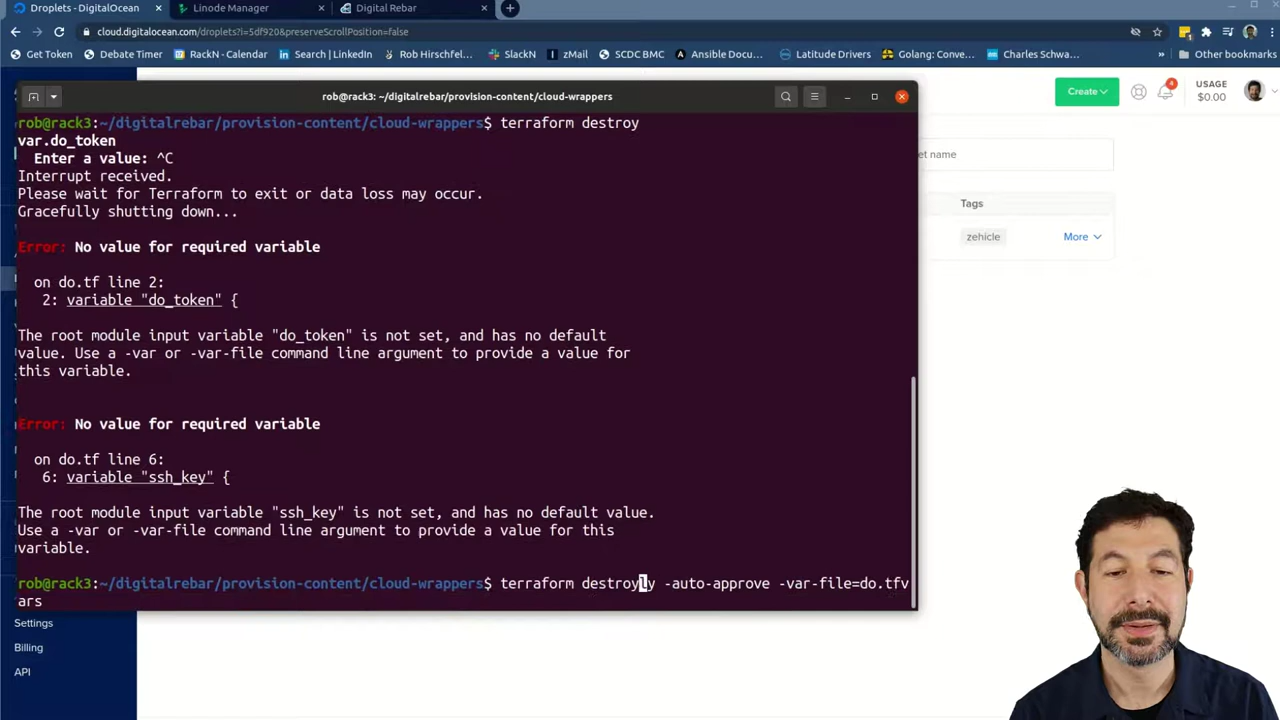 Droplets - DigitalOcean
Linode Manager
Digital Rebar
cloud.digitalocean.com/droplets?i=5df920&preserveScrollPosition=false
Get Token
Debate Timer
RackN - Calendar
Search | LinkedIn
Rob Hirschfel...
SlackN
zMail
SCDC BMC
Ansible Docu...
Latitude Drivers
Golang: Conve...
Charles Schwa...
»
Other bookmarks
rob@rack3: ~/digitalrebar/provision-content/cloud-wrappers
Create
4
USAGE
$0.00
rob@rack3:~/digitalrebar/provision-content/cloud-wrappers$ terraform destroy
var.do_token
Enter a value: ^C
Interrupt received.
Please wait for Terraform to exit or data loss may occur.
Gracefully shutting down...
Error: No value for required variable
on do.tf line 2:
2: variable "do_token" {
The root module input variable "do_token" is not set, and has no default
value. Use a -var or -var-file command line argument to provide a value for
this variable.
Error: No value for required variable
on do.tf line 6:
6: variable "ssh_key" {
The root module input variable "ssh_key" is not set, and has no default value.
Use a -var or -var-file command line argument to provide a value for this
variable.
rob@rack3:~/digitalrebar/provision-content/cloud-wrappers$ terraform destroyly -auto-approve -var-file=do.tfv
ars
et name
Tags
zehicle
More
Settings
Billing
API